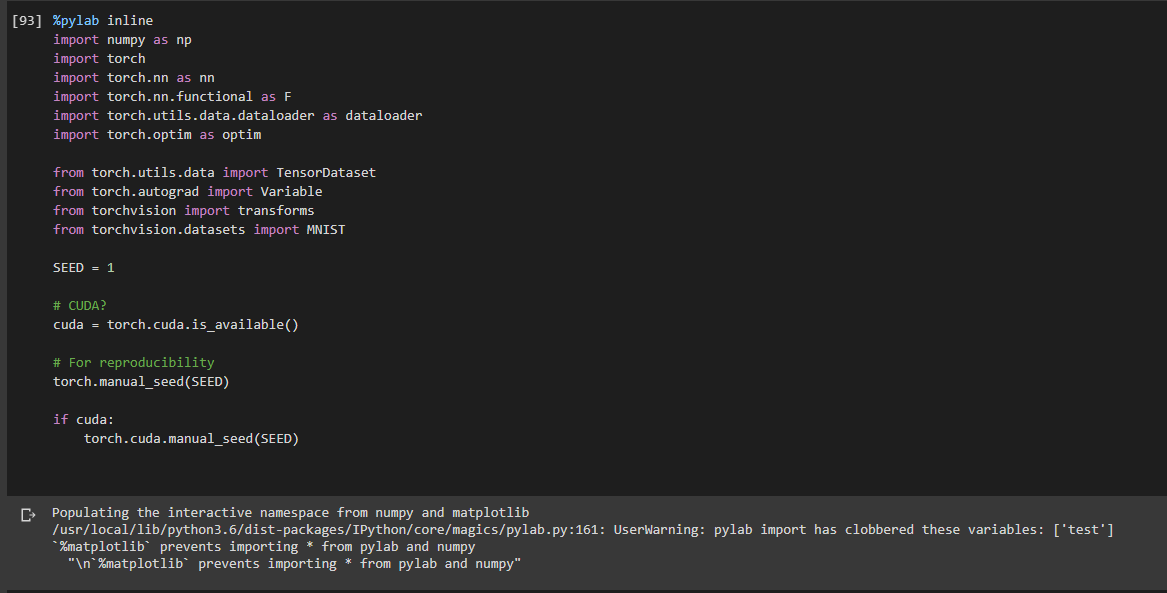 [93] %pylab inline
import numpy as np
import torch
import torch.nn as nn
import torch.nn.functional as F
import torch.utils.data.dataloader as dataloader
import torch.optim as optim
from torch.utils.data import TensorDataset
from torch.autograd import Variable
from torchvision import transforms
from torchvision.datasets import MNIST
SEED = 1
# CUDA?
cuda = torch.cuda.is_available()
# For reproducibility
torch.manual_seed(SEED)
if cuda:
    torch.cuda.manual_seed(SEED)
Populating the interactive namespace from numpy and matplotlib
/usr/local/lib/python3.6/dist-packages/IPython/core/magics/pylab.py:161: UserWarning: pylab import has clobbered these variables: ['test']
`%matplotlib` prevents importing * from pylab and numpy
  "\n`%matplotlib` prevents importing * from pylab and numpy"